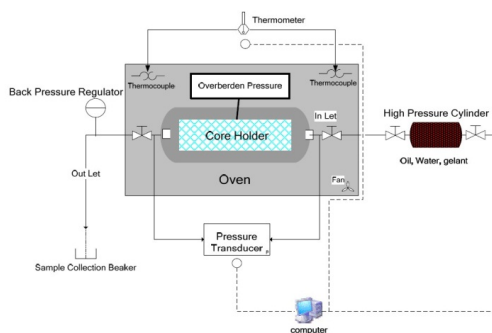 Thermometer
Thermocouple
Thermocouple
Overberden Pressure
Back Pressure Regulator
In Let
High Pressure Cylinder
Core Holder
Oil, Water, gelant
Out Let
Oven
Fan
Pressure
Transducer
P
Sample Collection Beaker
computer